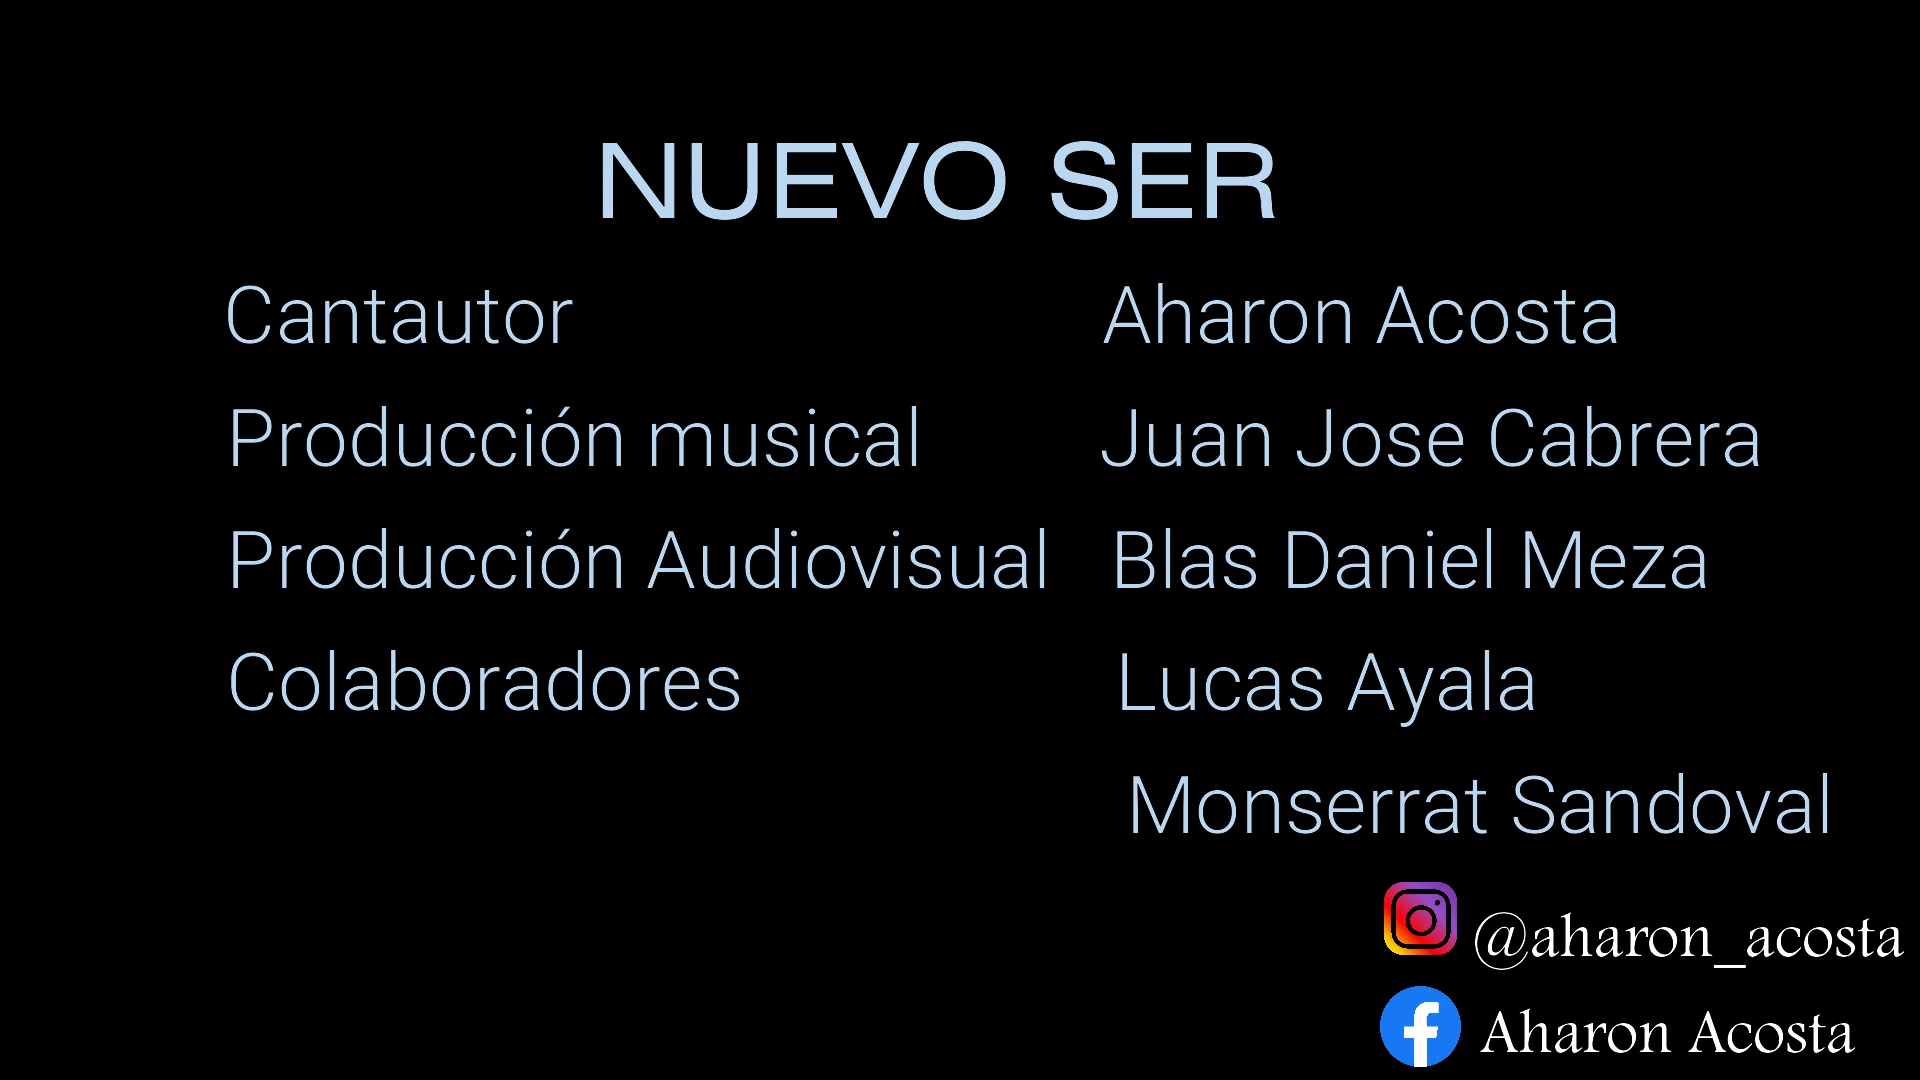 NUEVO SER
Cantautor Aharon Acosta
Producción musical Juan Jose Cabrera
Producción Audiovisual Blas Daniel Meza
Colaboradores Lucas Ayala
Monserrat Sandoval
@aharon_acosta
Aharon Acosta